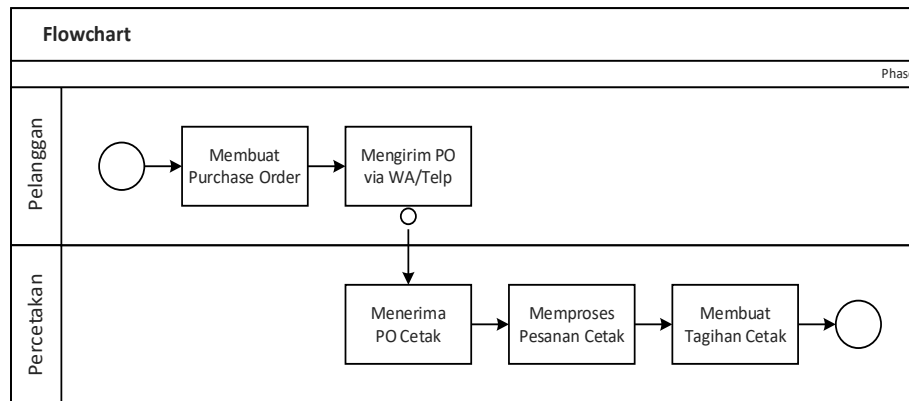 Flowchart
Phase
Pelanggan
Membuat
Purchase Order
Mengirim PO
via WA/Telp
Percetakan
Menerima
PO Cetak
Memproses
Pesanan Cetak
Membuat
Tagihan Cetak